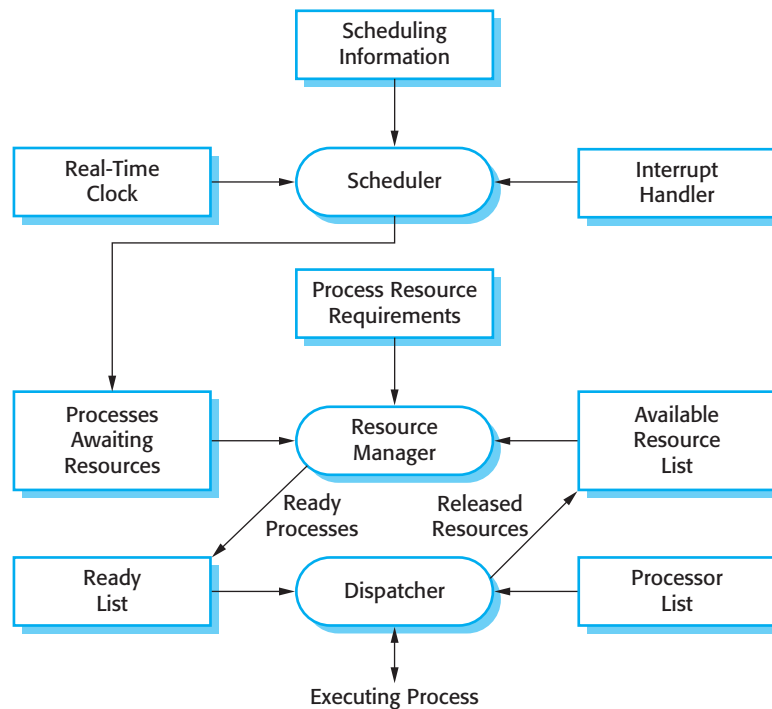 Scheduling
Information
Real-Time
Clock
Scheduler
Interrupt
Handler
Process Resource
Requirements
Processes
Awaiting
Resources
Resource
Manager
Available
Resource
List
Ready
Processes
Released
Resources
Ready
List
Dispatcher
Processor
List
Executing Process